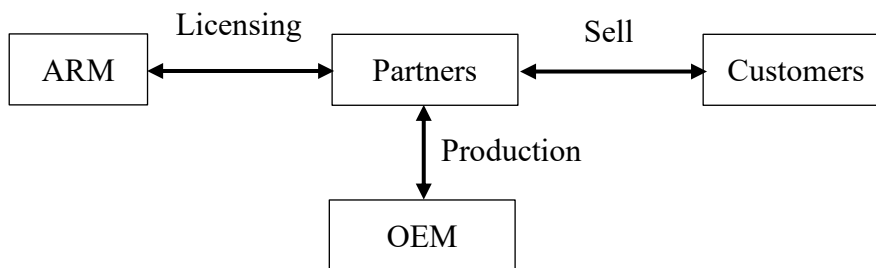 Licensing
Sell
ARM
Partners
Customers
Production
OEM